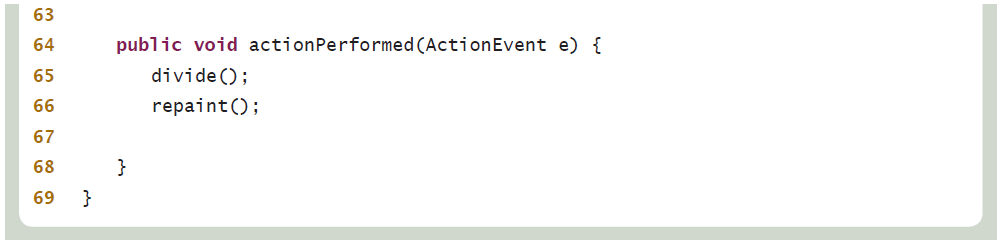 63
64 public void actionPerformed(ActionEvent e) {
65 divide();
66 repaint();
67
68 }
69 }